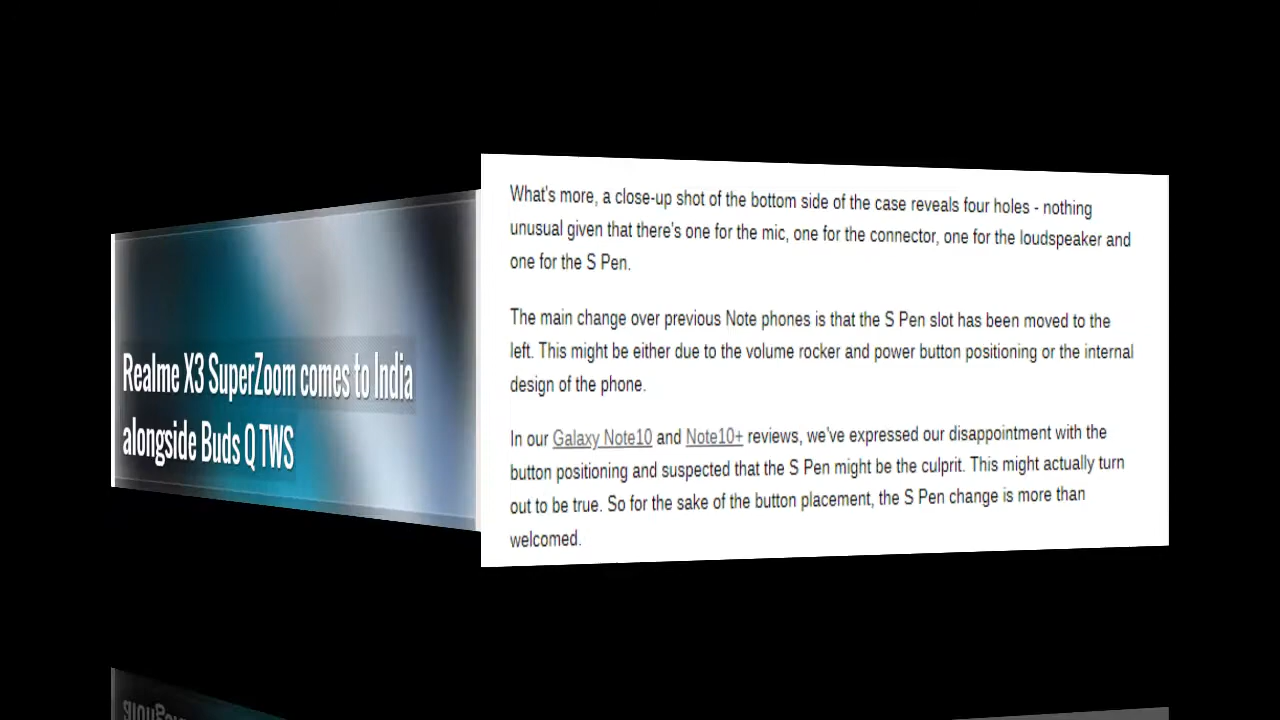 Realme X3 SuperZoom comes to India
alongside Buds Q TWS
What's more, a close-up shot of the bottom side of the case reveals four holes - nothing
unusual given that there's one for the mic, one for the connector, one for the loudspeaker and
one for the S Pen.
The main change over previous Note phones is that the S Pen slot has been moved to the
left. This might be either due to the volume rocker and power button positioning or the internal
design of the phone.
In our Galaxy Note10 and Note10+ reviews, we've expressed our disappointment with the
button positioning and suspected that the S Pen might be the culprit. This might actually turn
out to be true. So for the sake of the button placement, the S Pen change is more than
welcomed.